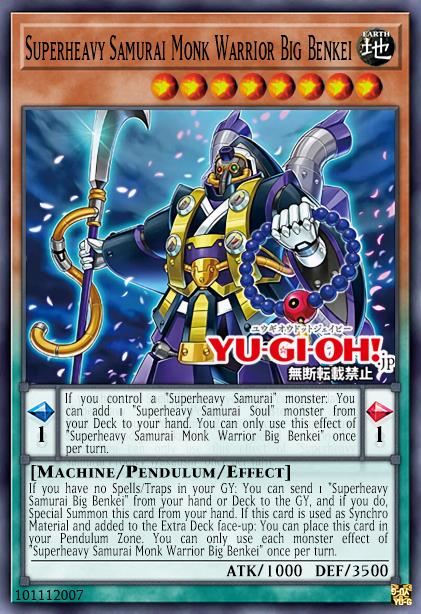 Superheavy Samurai Monk Warrior Big Benkei
EARTH
地
ユウギオウドットジェイピー
YU-GI-OH!.jp
無断転載禁止
If you control a "Superheavy Samurai" monster: You
can add 1 "Superheavy Samurai Soul" monster from
your Deck to your hand. You can only use this effect of
"Superheavy Samurai Monk Warrior Big Benkei" once
per turn.
1
1
[Machine/Pendulum/Effect]
If you have no Spells/Traps in your GY: You can send 1 "Superheavy
Samurai Big Benkei" from your hand or Deck to the GY, and if you do,
Special Summon this card from your hand. If this card is used as Synchro
Material and added to the Extra Deck face-up: You can place this card in
your Pendulum Zone. You can only use each monster effect of
"Superheavy Samurai Monk Warrior Big Benkei" once per turn.
ATK/1000 DEF/3500
101112007